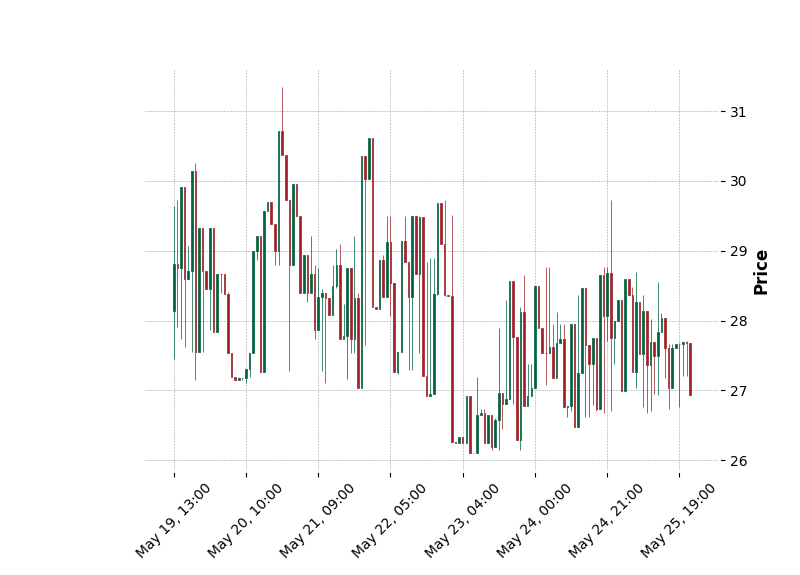 31
30
29
28
27
26
Price
May 19, 13:00
May 20, 10:00
May 21, 09:00
May 22, 05:00
May 23, 04:00
May 24, 00:00
May 24, 21:00
May 25, 19:00